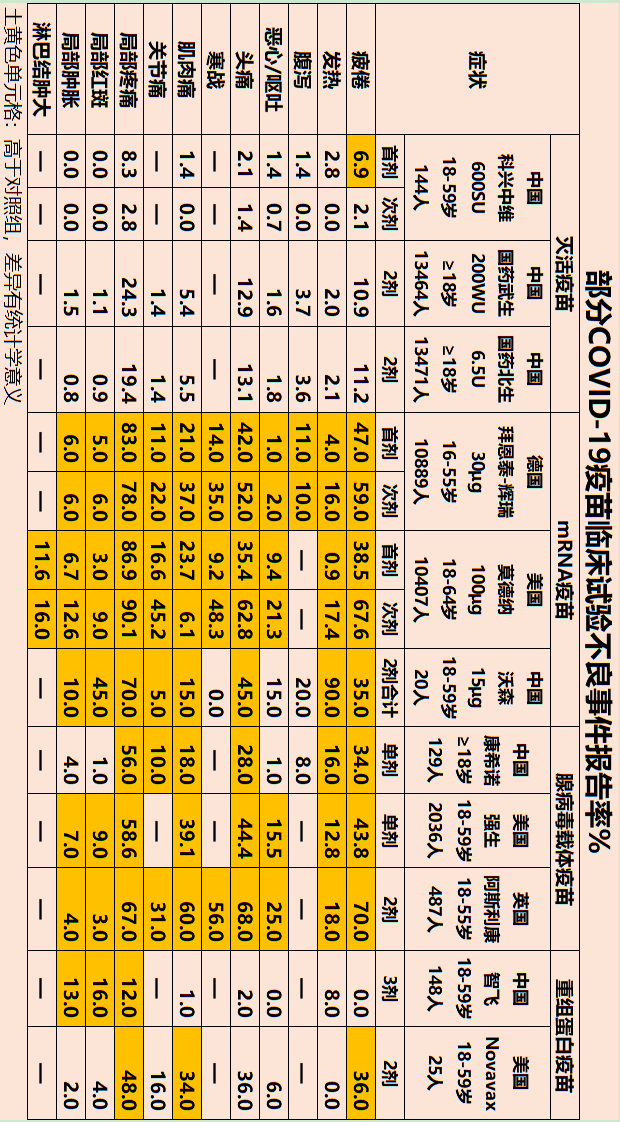 部分COVID-19疫苗临床试验不良事件报告率%
症状 灭活疫苗 mRNA疫苗 腺病毒载体疫苗 重组蛋白疫苗
中国 中国 中国 德国 美国 中国 中国 美国 英国 中国 美国
科兴中维 国药武生 国药北生 拜恩泰-辉瑞 莫德纳 沃森 康希诺 强生 阿斯利康 智飞 Novavax
600SU 200WU 6.5U 30μg 100μg 15μg
18-59岁 ≥18岁 ≥18岁 16-55岁 18-64岁 18-59岁 ≥18岁 18-59岁 18-55岁 18-59岁 18-59岁
144人 13464人 13471人 10889人 10407人 20人 129人 2036人 487人 148人 25人
首剂 次剂 2剂 2剂 首剂 次剂 首剂 次剂 2剂合计 单剂 单剂 2剂 3剂 2剂
疲倦 6.9 2.1 10.9 11.2 47.0 59.0 38.5 67.6 35.0 34.0 43.8 70.0 0.0 36.0
发热 2.8 0.0 2.0 2.1 4.0 16.0 0.9 17.4 90.0 16.0 12.8 18.0 8.0 0.0
腹泻 1.4 0.0 3.7 3.6 11.0 10.0 — — 20.0 8.0 — — — —
恶心/呕吐 1.4 0.7 1.6 1.8 1.0 2.0 9.4 21.3 15.0 1.0 15.5 25.0 0.0 6.0
头痛 2.1 1.4 12.9 13.1 42.0 52.0 35.4 62.8 45.0 28.0 44.4 68.0 2.0 36.0
寒战 — — — — 14.0 35.0 9.2 48.3 0.0 — — 56.0 — —
肌肉痛 1.4 0.0 5.4 5.5 21.0 37.0 23.7 6.1 15.0 18.0 39.1 60.0 1.0 34.0
关节痛 — — 1.4 1.4 11.0 22.0 16.6 45.2 5.0 10.0 — 31.0 — 16.0
局部疼痛 8.3 2.8 24.3 19.4 83.0 78.0 86.9 90.1 70.0 56.0 58.6 67.0 12.0 48.0
局部红斑 0.0 0.0 1.1 0.9 5.0 6.0 3.0 9.0 45.0 1.0 9.0 3.0 16.0 4.0
局部肿胀 0.0 0.0 1.5 0.8 6.0 6.0 6.7 12.6 10.0 4.0 7.0 4.0 13.0 2.0
淋巴结肿大 — — — — — — 11.6 16.0 — — — — — —
土黄色单元格：高于对照组，差异有统计学意义